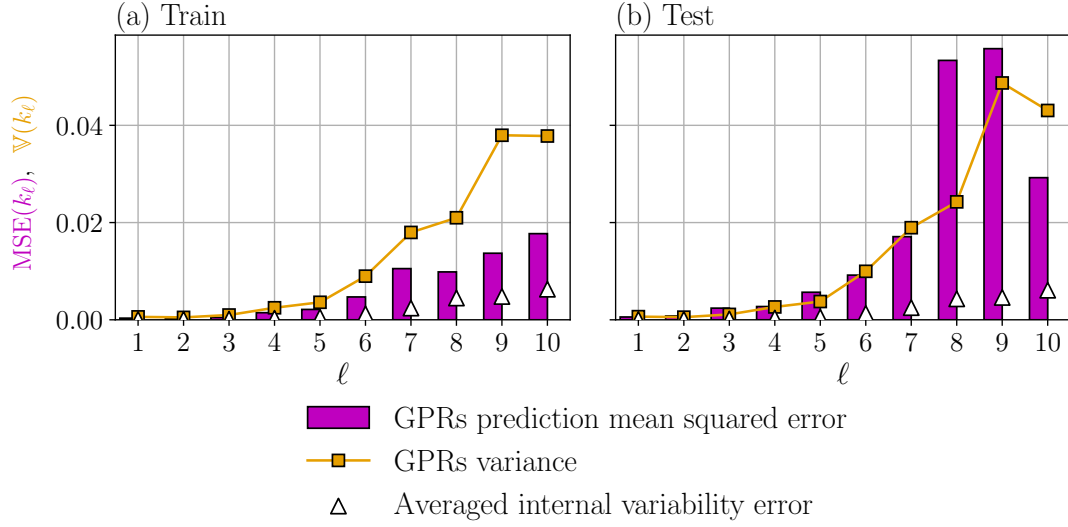 (a) Train
(b) Test
MSE(kℓ), 𝕍(kℓ)
0.04
0.02
0.00
1 2 3 4 5 6 7 8 9 10
1 2 3 4 5 6 7 8 9 10
ℓ
ℓ
GPRs prediction mean squared error
GPRs variance
Averaged internal variability error